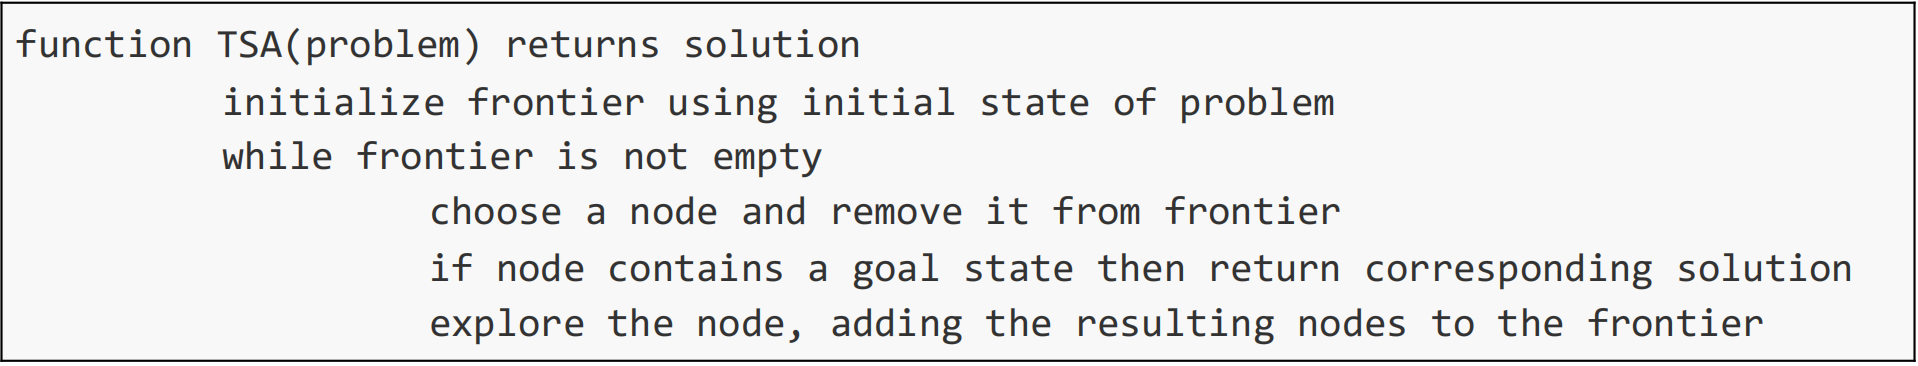 function TSA(problem) returns solution
initialize frontier using initial state of problem
while frontier is not empty
choose a node and remove it from frontier
if node contains a goal state then return corresponding solution
explore the node, adding the resulting nodes to the frontier